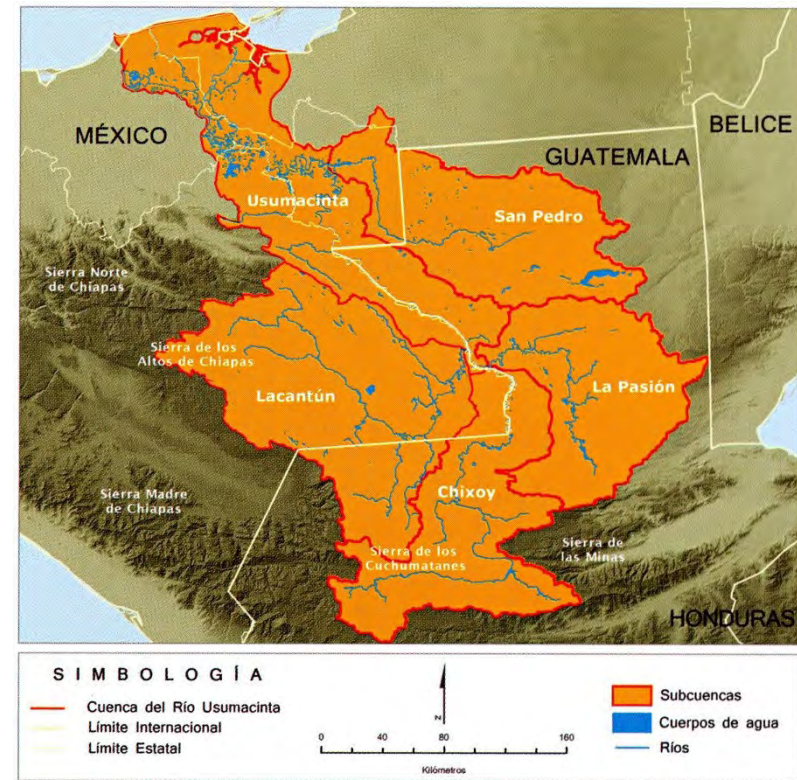 MÉXICO
BELICE
GUATEMALA
Usumacinta
San Pedro
Sierra Norte
de Chiapas
Sierra de los
Altos de Chiapas
Lacantún
La Pasión
Sierra Madre
de Chiapas
Chixoy
Sierra de los
Cuchumatanes
Sierra de
las Minas
HONDURAS
SIMBOLOGÍA
Cuenca del Río Usumacinta
Límite Internacional
Límite Estatal
N
0 40 80 160
Kilómetros
Subcuencas
Cuerpos de agua
Ríos